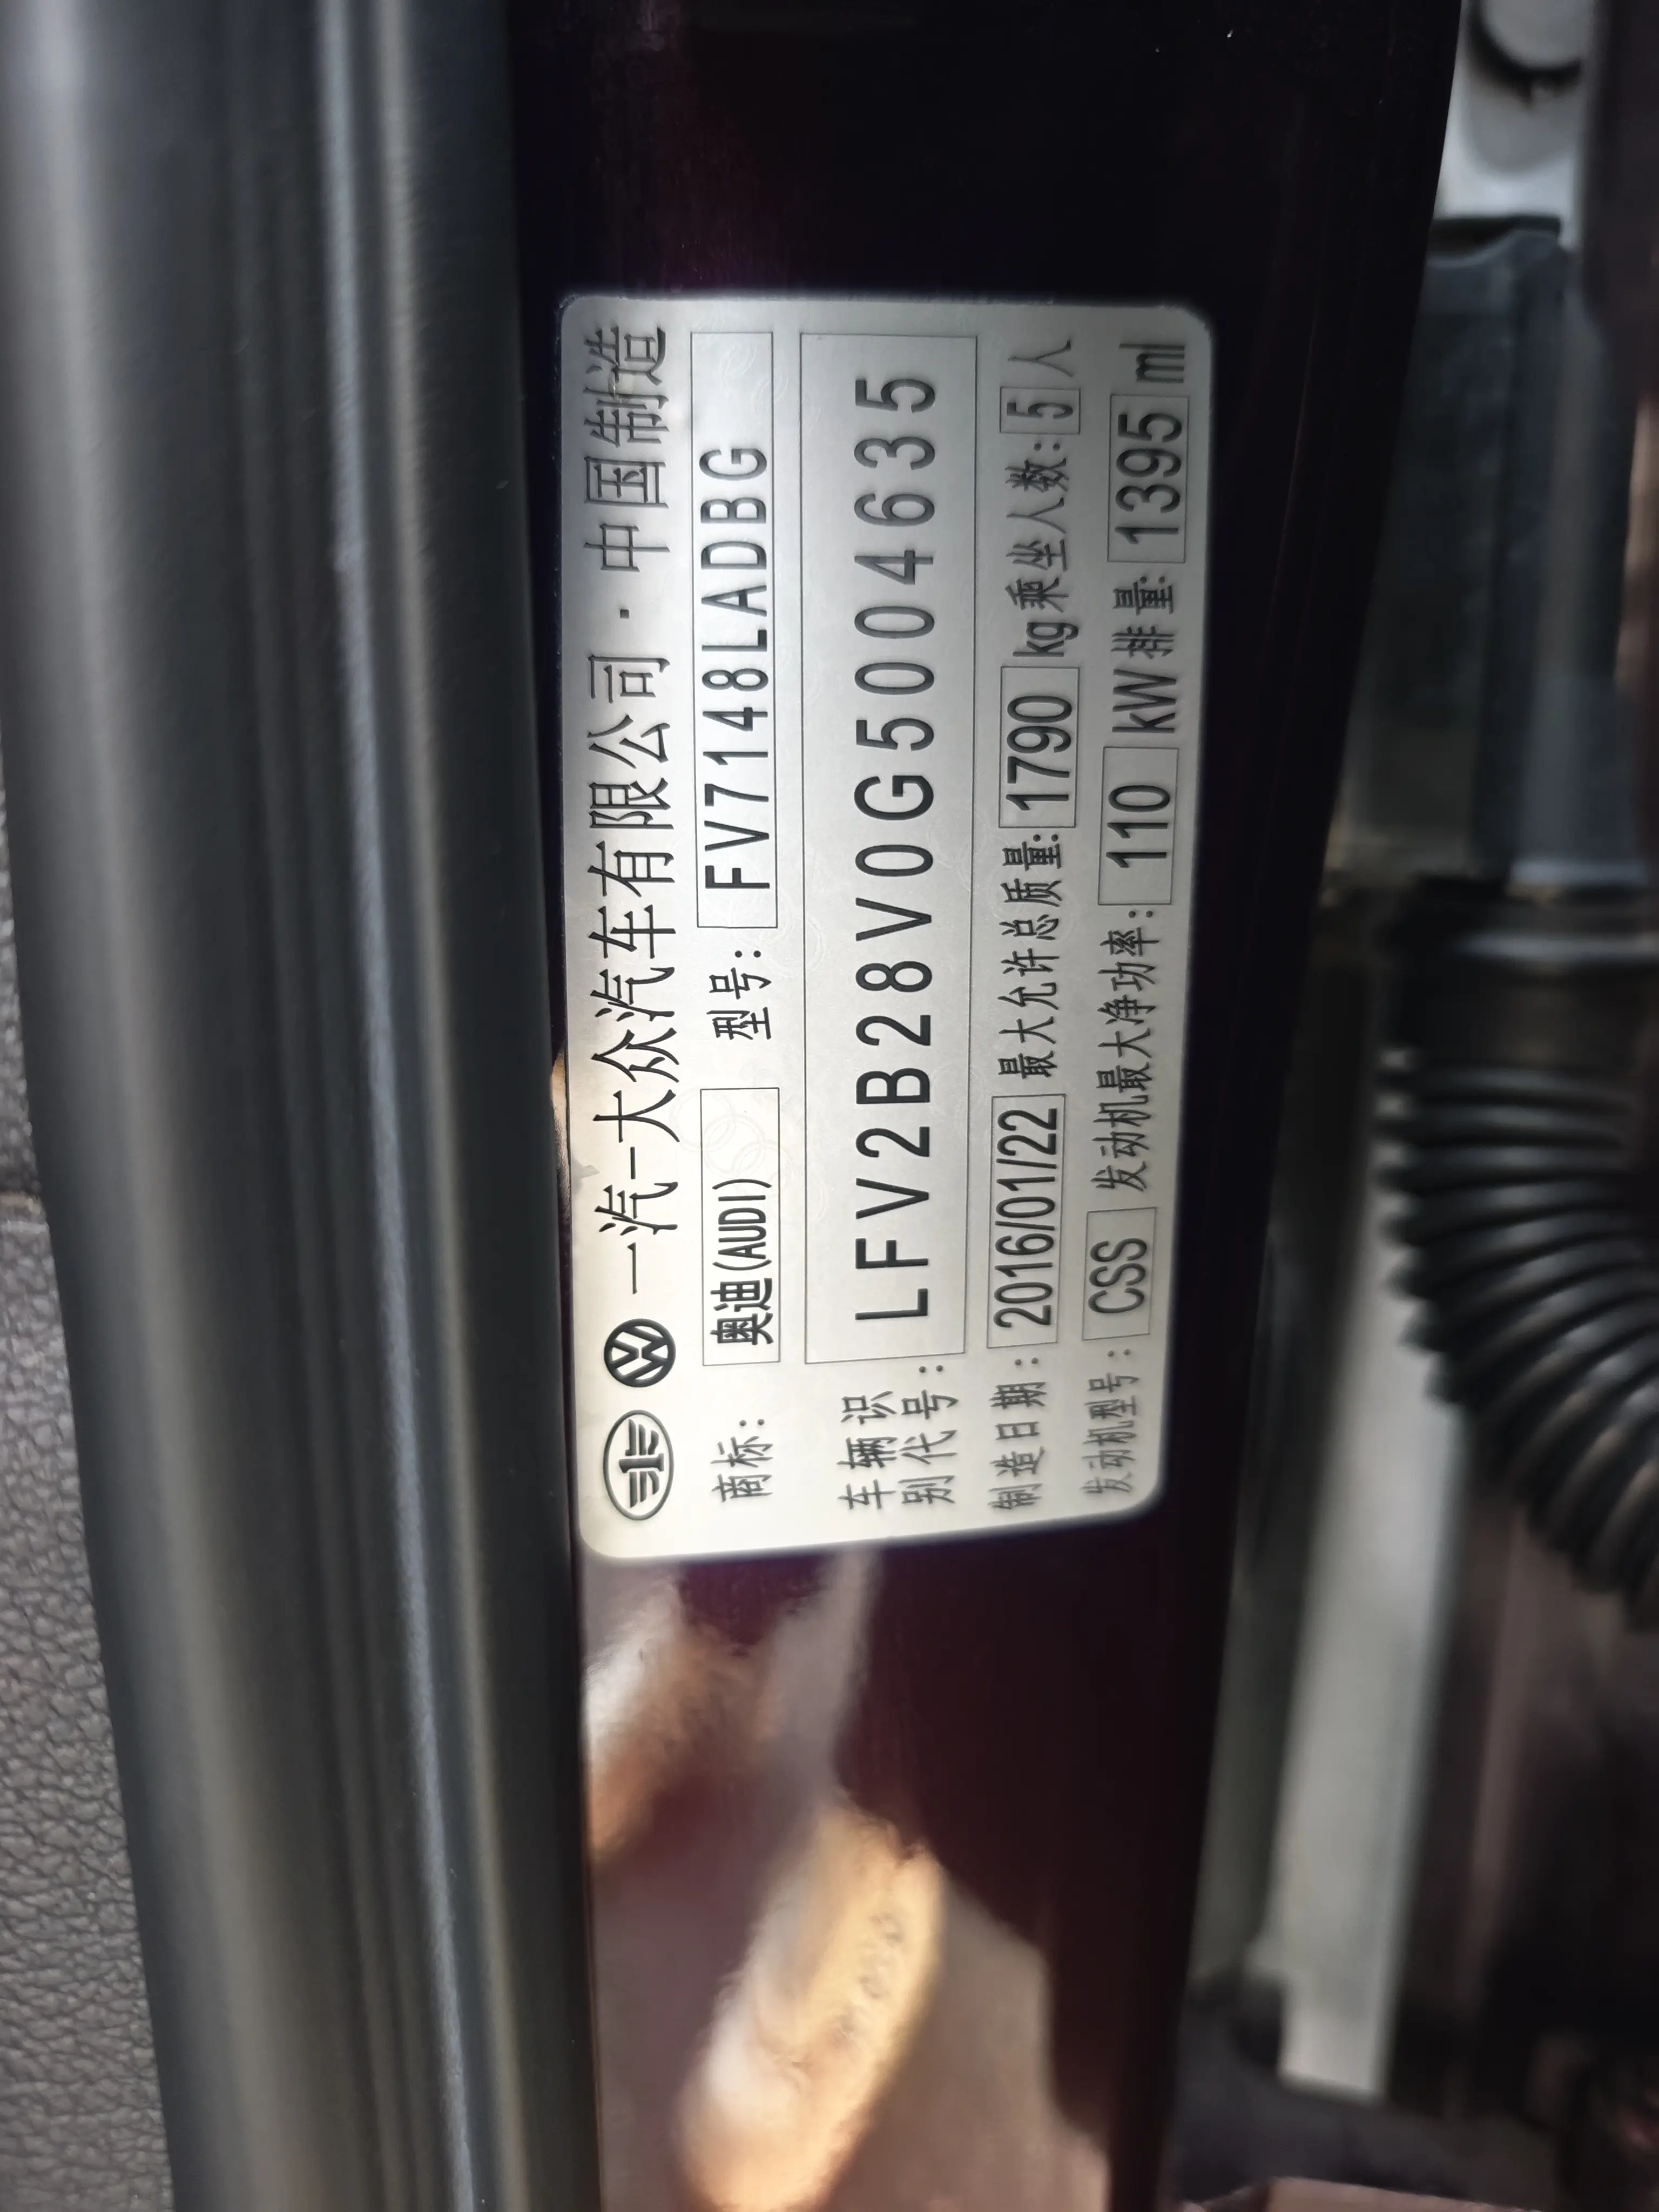 一汽-大众汽车有限公司·中国制造
商标: 奥迪(AUDI) 型号: FV7148LADBG
车辆识别代号: LFV2B28V0G5004635
制造日期: 2016/01/22 最大允许总质量: 1790 kg 乘坐人数: 5 人
发动机型号: CSS 发动机最大净功率: 110 kW 排量: 1395 ml